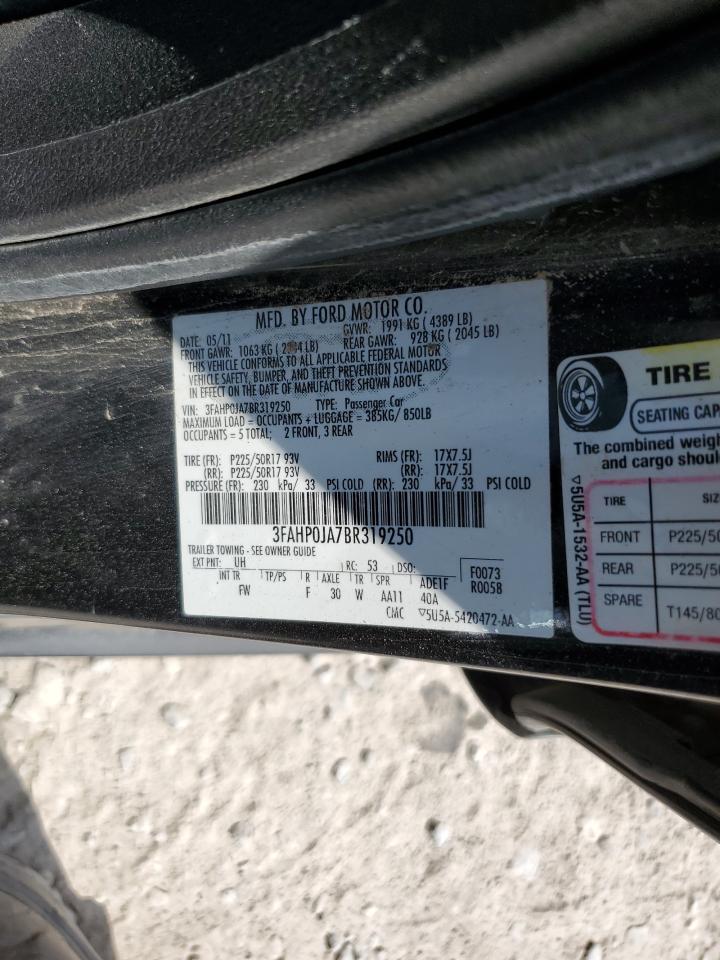 MFD. BY FORD MOTOR CO.
DATE: 05/11 GVWR: 1991 KG ( 4389 LB)
FRONT GAWR: 1063 KG ( LB) REAR GAWR: 928 KG ( 2045 LB)
THIS VEHICLE CONFORMS TO ALL APPLICABLE FEDERAL MOTOR
VEHICLE SAFETY, BUMPER, AND THEFT PREVENTION STANDARDS
IN EFFECT ON THE DATE OF MANUFACTURE SHOWN ABOVE.
VIN: 3FAHP0JA7BR319250 TYPE: Passenger Car
MAXIMUM LOAD = OCCUPANTS + LUGGAGE = 385KG/ 850LB
OCCUPANTS = 5 TOTAL; 2 FRONT, 3 REAR
TIRE (FR): P225/50R17 93V RIMS (FR): 17X7.5J
(RR): P225/50R17 93V (RR): 17X7.5J
PRESSURE (FR): 230 kPa/ 33 PSI COLD (RR): 230 kPa/ 33 PSI COLD
3FAHP0JA7BR319250
TRAILER TOWING - SEE OWNER GUIDE
EXT PNT: UH RC: 53 DSO: F0073
INT TR TP/PS R AXLE TR SPR ADE1F R0058
FW F 30 W AA11 40A
CMC ▽5U5A-5420472-AA
TIRE
SEATING CAP
The combined weigh
and cargo shoul
TIRE SIZ
FRONT P225/50
REAR P225/5
SPARE T145/80
▽5U5A-1532-AA (TLU)